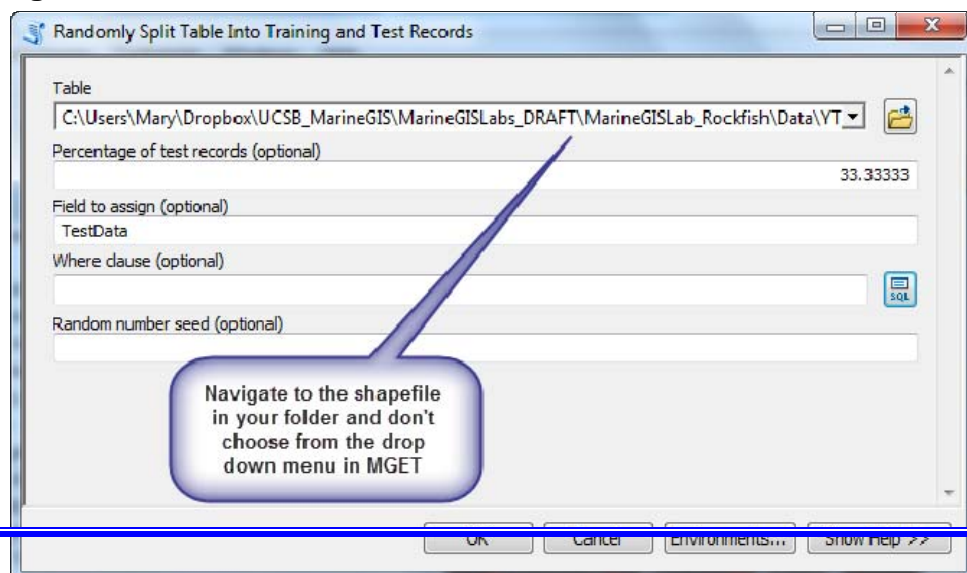 Randomly Split Table Into Training and Test Records
Table
C:\Users\Mary\Dropbox\UCSB_MarineGIS\MarineGISLabs_DRAFT\MarineGISLab_Rockfish\Data\YT
Percentage of test records (optional)
33.33333
Field to assign (optional)
TestData
Where clause (optional)
SQL
Random number seed (optional)
Navigate to the shapefile
in your folder and don't
choose from the drop
down menu in MGET
OK Cancel Environments... Show Help >>